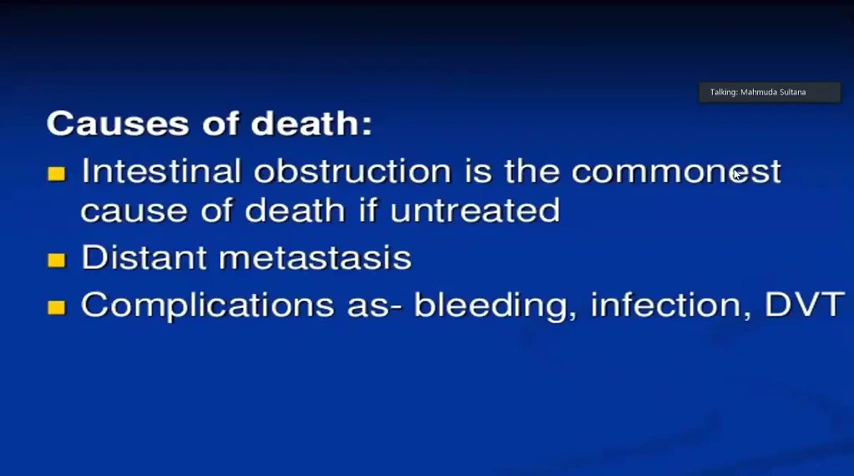 Talking: Mahmuda Sultana
Causes of death:
Intestinal obstruction is the commonest
cause of death if untreated
Distant metastasis
Complications as- bleeding, infection, DVT